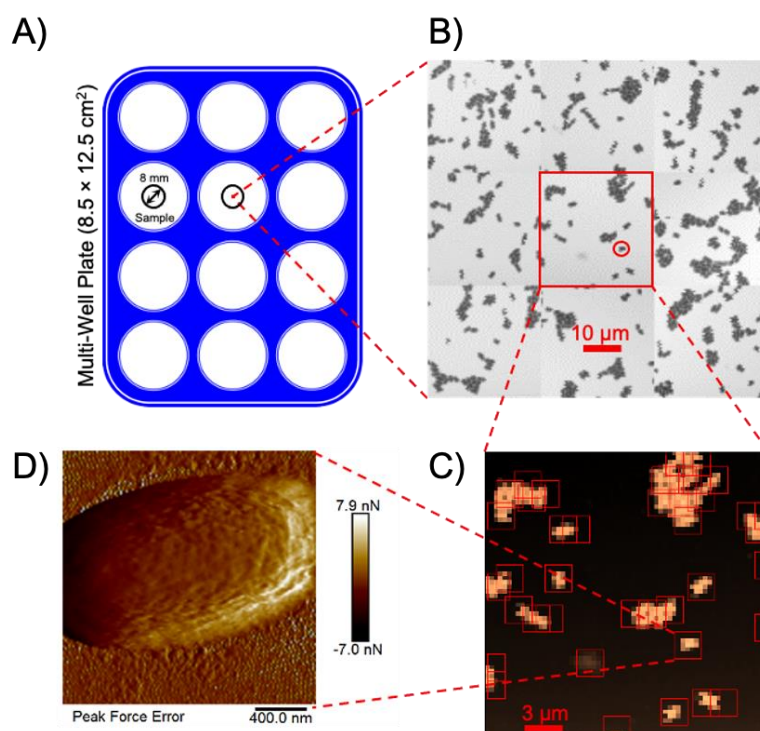 A)
B)
Multi-Well Plate (8.5 × 12.5 cm²)
8 mm
Sample
10 µm
D)
C)
7.9 nN
-7.0 nN
Peak Force Error
400.0 nm
3 µm